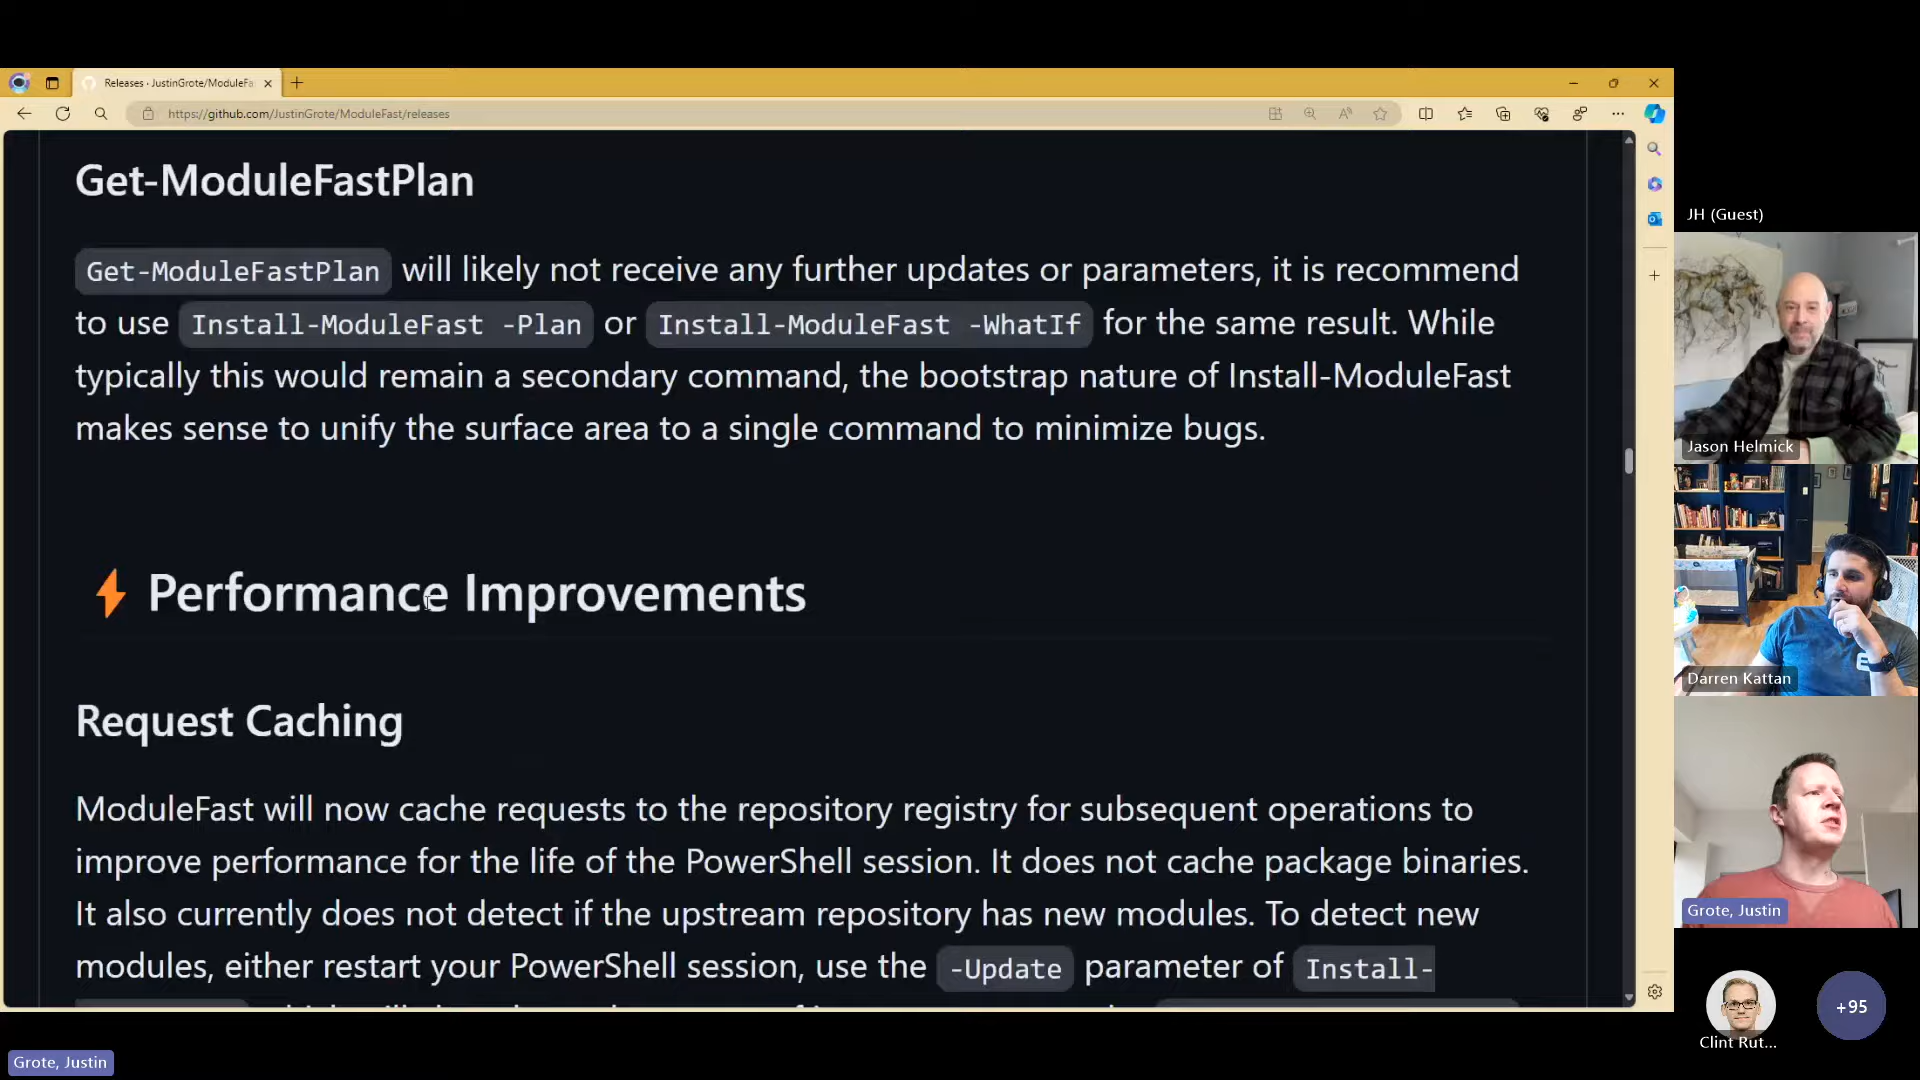 Releases · JustinGrote/ModuleFa
https://github.com/JustinGrote/ModuleFast/releases
Get-ModuleFastPlan
Get-ModuleFastPlan will likely not receive any further updates or parameters, it is recommend
to use Install-ModuleFast -Plan or Install-ModuleFast -WhatIf for the same result. While
typically this would remain a secondary command, the bootstrap nature of Install-ModuleFast
makes sense to unify the surface area to a single command to minimize bugs.
Performance Improvements
Request Caching
ModuleFast will now cache requests to the repository registry for subsequent operations to
improve performance for the life of the PowerShell session. It does not cache package binaries.
It also currently does not detect if the upstream repository has new modules. To detect new
modules, either restart your PowerShell session, use the -Update parameter of Install-
JH (Guest)
Jason Helmick
Darren Kattan
Grote, Justin
Clint Rut...
+95
Grote, Justin